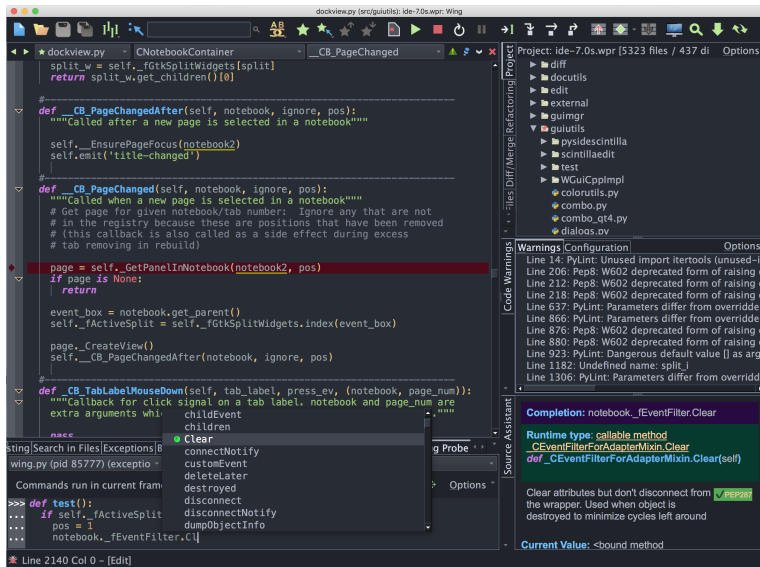 dockview.py (src/guiutils): ide-7.0s.wpr: Wing
dockview.py
CNotebookContainer
__CB_PageChanged
split_w = self._fGtkSplitWidgets[split]
return split_w.get_children()[0]
#
def __CB_PageChangedAfter(self, notebook, ignore, pos):
"""Called after a new page is selected in a notebook"""
self.__EnsurePageFocus(notebook2)
self.emit('title-changed')
#
def __CB_PageChanged(self, notebook, ignore, pos):
"""Called when a new page is selected in a notebook"""
# Get page for given notebook/tab number:  Ignore any that are not
# in the registry because these are positions that have been removed
# (this callback is also called as a side effect during excess
# tab removing in rebuild)
page = self._GetPanelInNotebook(notebook2, pos)
if page is None:
return
event_box = notebook.get_parent()
self._fActiveSplit = self._fGtkSplitWidgets.index(event_box)
page._CreateView()
self.__CB_PageChangedAfter(notebook, ignore, pos)
#
def _CB_TabLabelMouseDown(self, tab_label, press_ev, (notebook, page_num)):
"""Callback for click signal on a tab label. notebook and page_num are
extra arguments whi
."""
pass
childEvent
children
Clear
connectNotify
customEvent
deleteLater
destroyed
disconnect
disconnectNotify
dumpObjectInfo
sting
Search in Files
Exceptions
B
g Probe
wing.py (pid 85777) (exceptio
Commands run in current fram
Options
>>> def test():
... if self._fActiveSplit
... pos = 1
... notebook._fEventFilter.Cl
Line 2140 Col 0 – [Edit]
Project
Refactoring
Diff/Merge
iles
Project: ide-7.0s.wpr [5323 files / 437 di
Options
diff
docutils
edit
external
guimgr
guiutils
pysidescintilla
scintillaedit
test
WGuiCppImpl
colorutils.py
combo.py
combo_qt4.py
dialogs.py
Code Warnings
Warnings
Configuration
Options
Line 14: PyLint: Unused import itertools (unused-i
Line 206: Pep8: W602 deprecated form of raising
Line 212: Pep8: W602 deprecated form of raising
Line 218: Pep8: W602 deprecated form of raising
Line 637: PyLint: Parameters differ from overridde
Line 866: PyLint: Parameters differ from overridde
Line 876: Pep8: W602 deprecated form of raising
Line 880: Pep8: W602 deprecated form of raising
Line 923: PyLint: Dangerous default value [] as arg
Line 1182: Undefined name: split_i
Line 1306: PyLint: Parameters differ from overridd
Source Assistant
Completion: notebook._fEventFilter.Clear
Runtime type: callable method
_CEventFilterForAdapterMixin.Clear
def _CEventFilterForAdapterMixin.Clear(self)
Clear attributes but don't disconnect from
the wrapper. Used when object is
destroyed to minimize cycles left around
✓PEP287
Current Value: <bound method